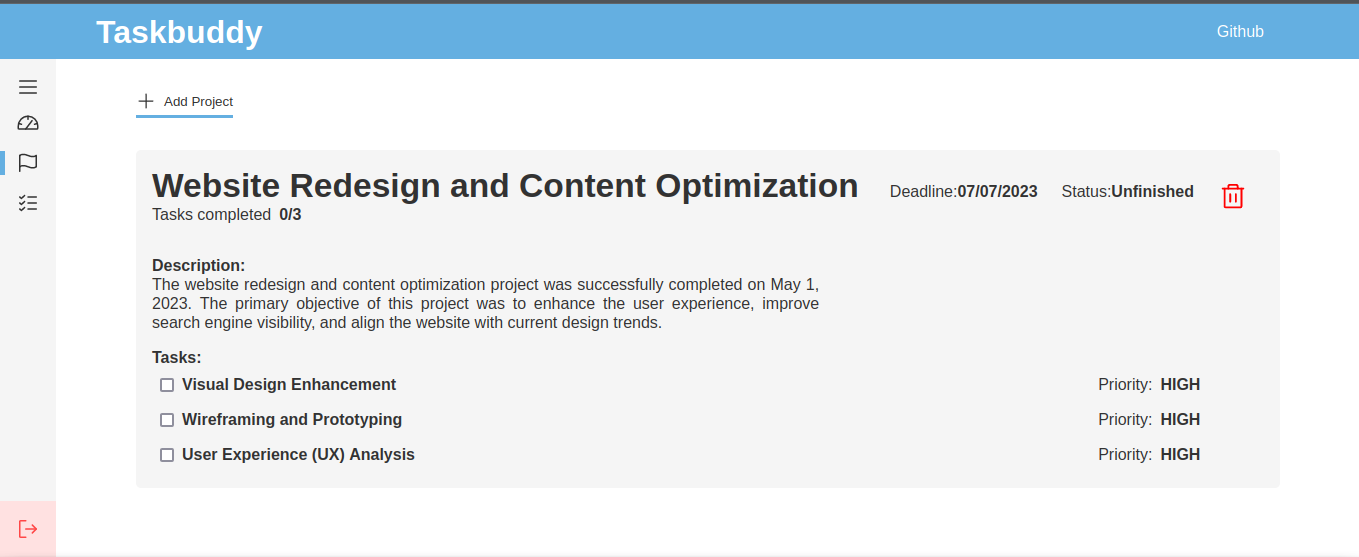 Taskbuddy
Github
Add Project
Website Redesign and Content Optimization
Deadline:07/07/2023
Status:Unfinished
Tasks completed 0/3
Description:
The website redesign and content optimization project was successfully completed on May 1,
2023. The primary objective of this project was to enhance the user experience, improve
search engine visibility, and align the website with current design trends.
Tasks:
Visual Design Enhancement
Priority: HIGH
Wireframing and Prototyping
Priority: HIGH
User Experience (UX) Analysis
Priority: HIGH